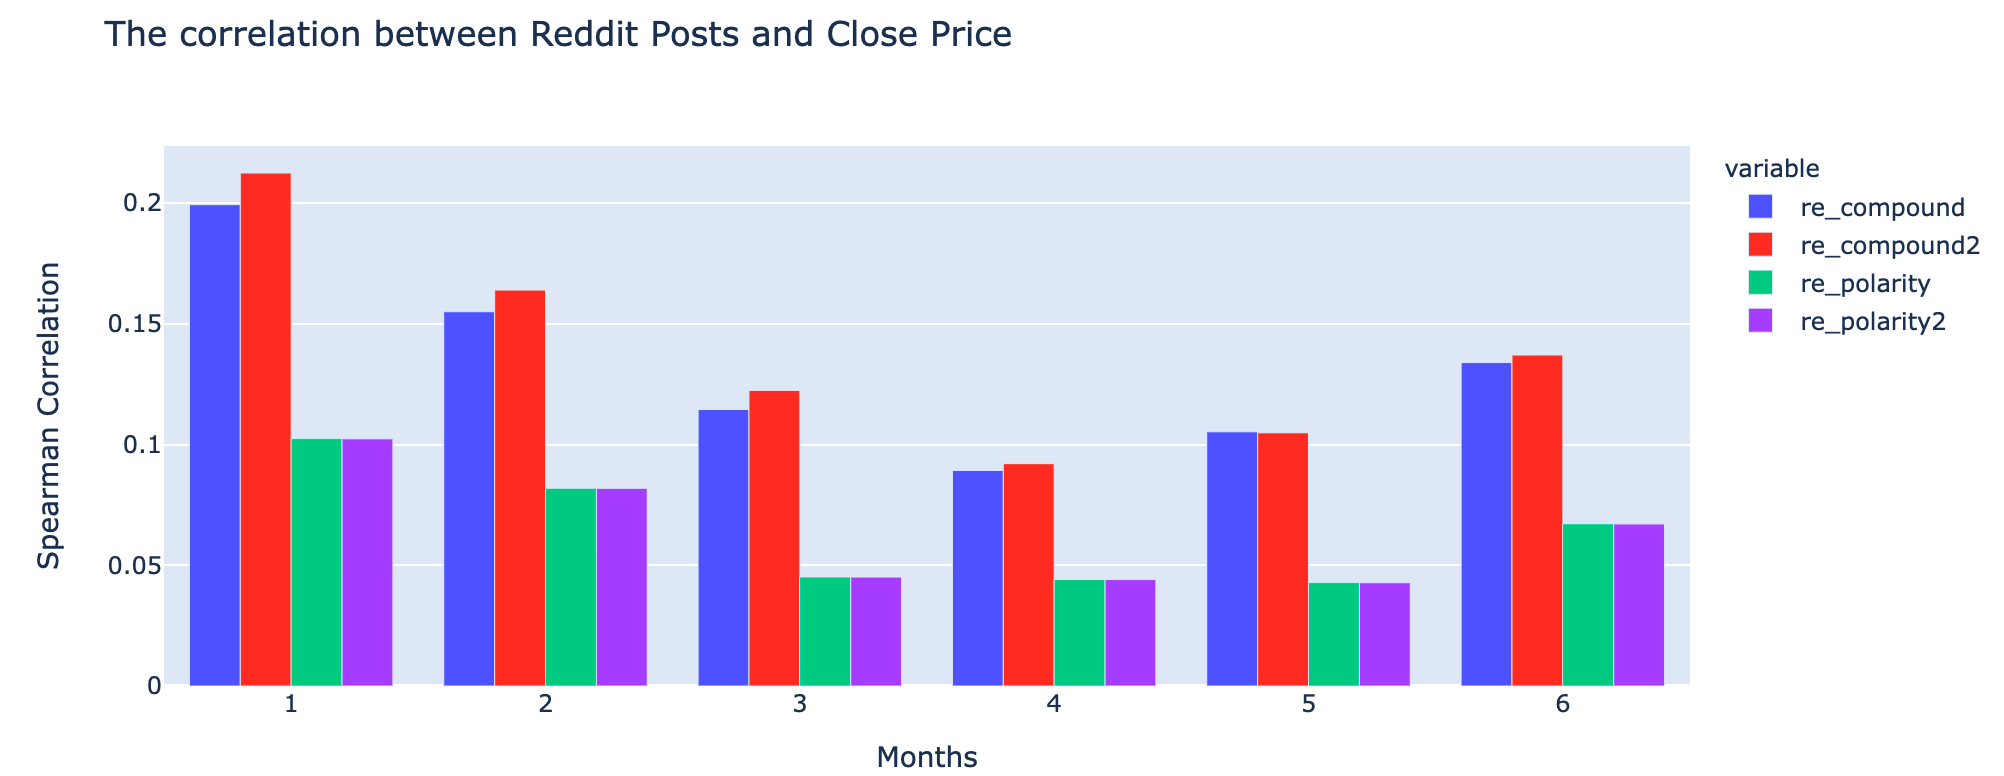 The correlation between Reddit Posts and Close Price
variable
re_compound
re_compound2
re_polarity
re_polarity2
Spearman Correlation
0.2
0.15
0.1
0.05
0
1 2 3 4 5 6
Months